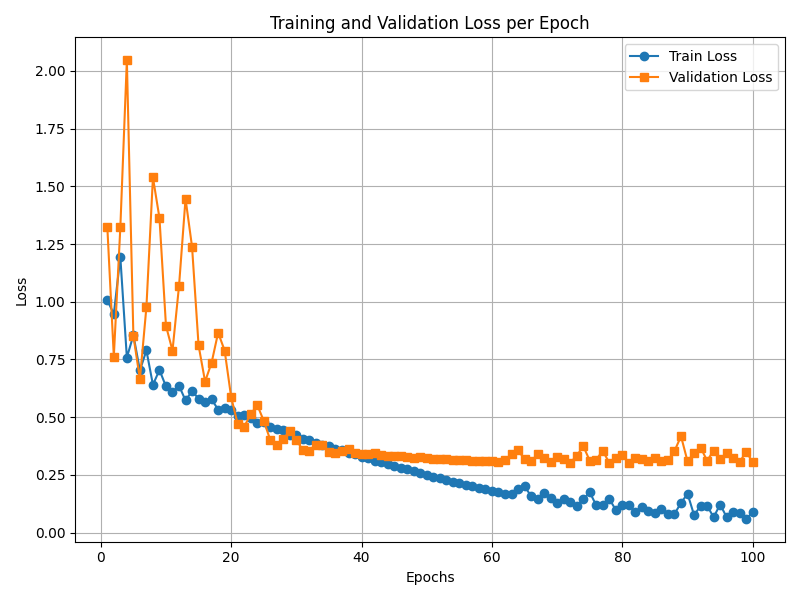 Training and Validation Loss per Epoch
Train Loss
Validation Loss
2.00
1.75
1.50
1.25
1.00
0.75
0.50
0.25
0.00
Loss
0 20 40 60 80 100
Epochs